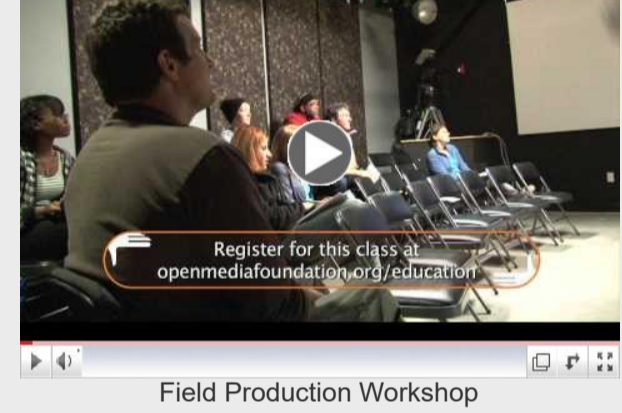 Register for this class at
openmediafoundation.org/education
Field Production Workshop